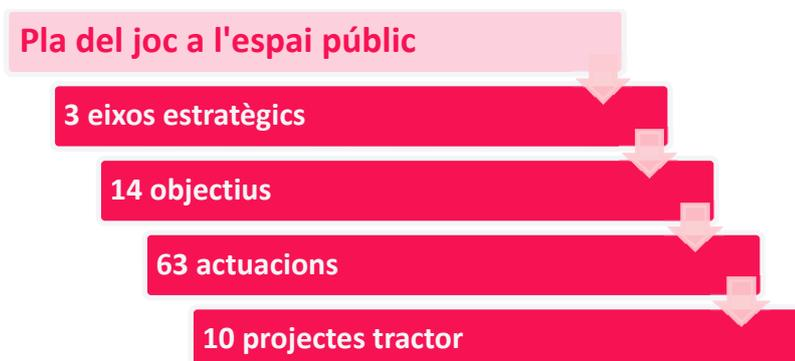 Pla del joc a l'espai públic
3 eixos estratègics
14 objectius
63 actuacions
10 projectes tractor